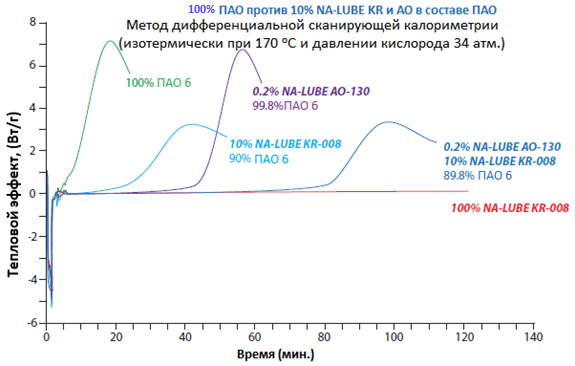 100% ПАО против 10% NA-LUBE KR и АО в составе ПАО
Метод дифференциальной сканирующей калориметрии
(изотермически при 170 °C и давлении кислорода 34 атм.)
Тепловой эффект, (Вт/г)
8
6
4
2
0
-2
-4
-6
100% ПАО 6
0.2% NA-LUBE AO-130
99.8%ПАО 6
10% NA-LUBE KR-008
90% ПАО 6
0.2% NA-LUBE AO-130
10% NA-LUBE KR-008
89.8% ПАО 6
100% NA-LUBE KR-008
0 20 40 60 80 100 120 140
Время (мин.)